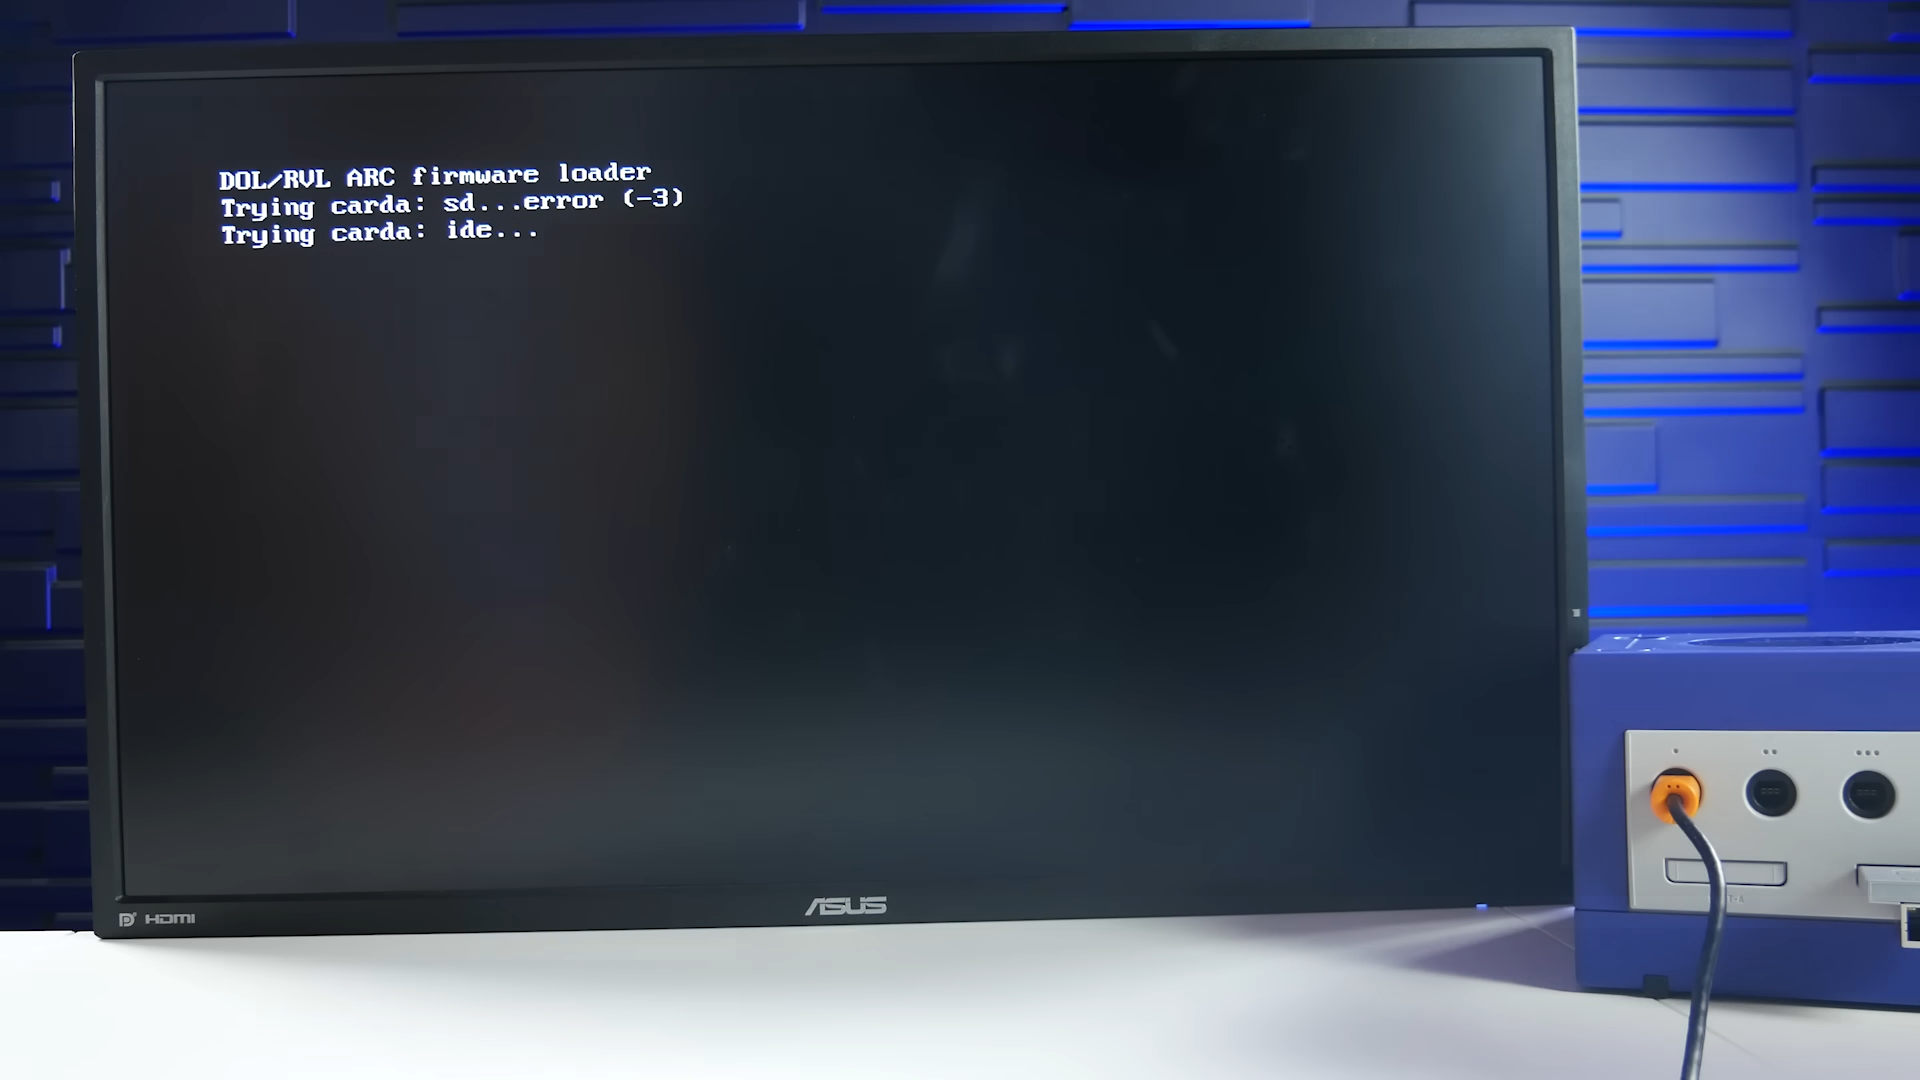 DOL/RVL ARC firmware loader
Trying carda: sd...error (-3)
Trying carda: ide...
HDMI
ASUS